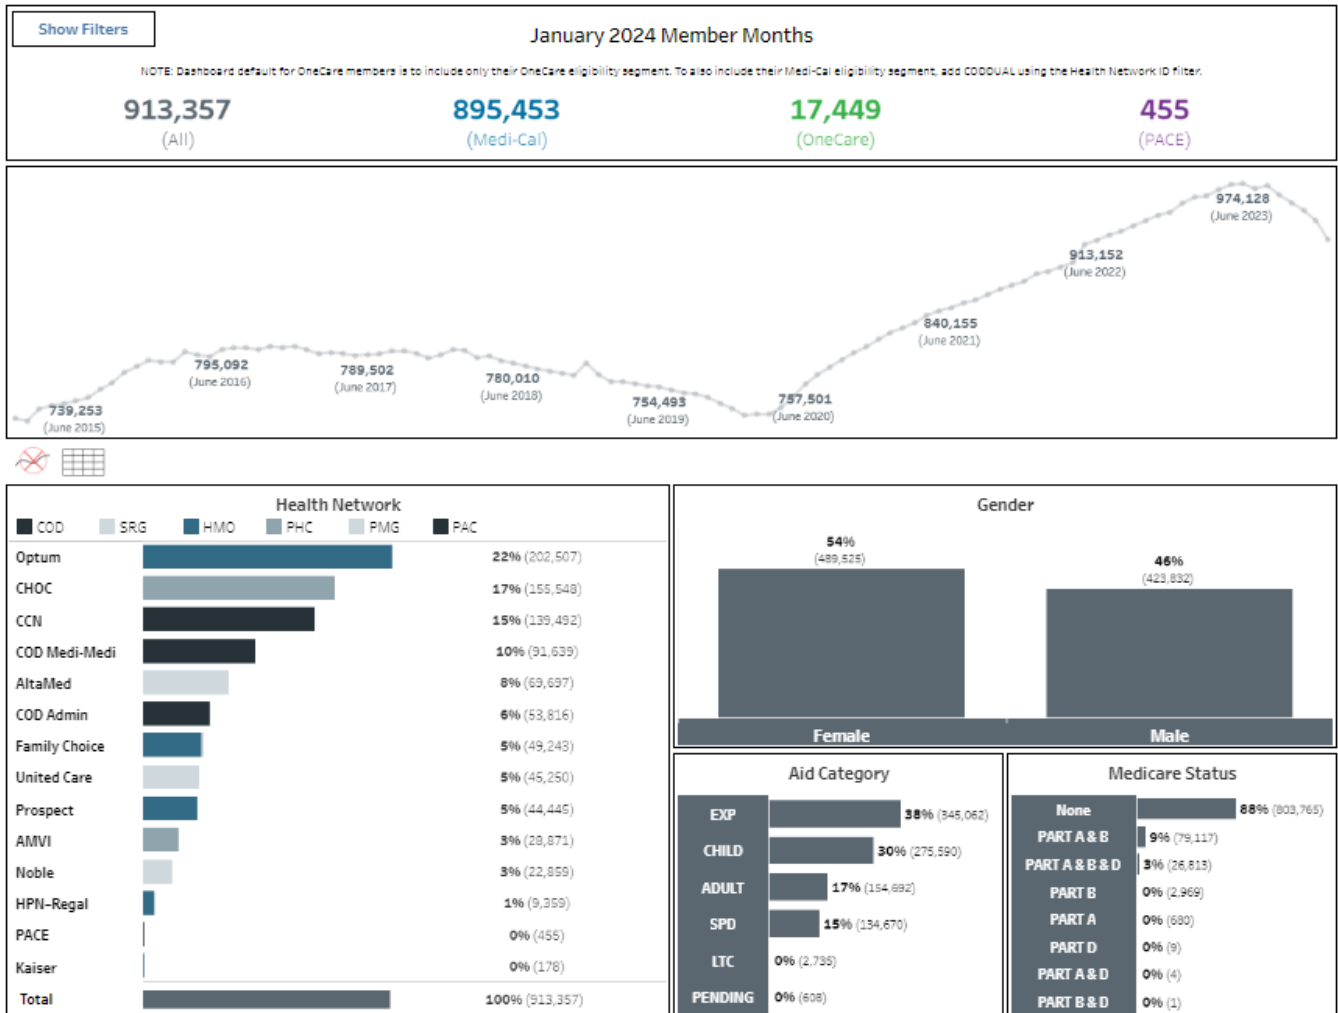 Show Filters
January 2024 Member Months
NOTE: Dashboard default for OneCare members is to include only their OneCare eligibility segment. To also include their Medi-Cal eligibility segment, add CODDUAL using the Health Network ID filter.
913,357
(All)
895,453
(Medi-Cal)
17,449
(OneCare)
455
(PACE)
739,253
(June 2015)
795,092
(June 2016)
789,502
(June 2017)
780,010
(June 2018)
754,493
(June 2019)
757,501
(June 2020)
840,155
(June 2021)
913,152
(June 2022)
974,128
(June 2023)
Health Network
COD SRG HMO PHC PMG PAC
Optum 22% (202,507)
CHOC 17% (155,548)
CCN 15% (139,492)
COD Medi-Medi 10% (91,639)
AltaMed 8% (69,697)
COD Admin 6% (53,816)
Family Choice 5% (49,243)
United Care 5% (45,250)
Prospect 5% (44,445)
AMVI 3% (28,871)
Noble 3% (22,859)
HPN-Regal 1% (9,359)
PACE 0% (455)
Kaiser 0% (178)
Total 100% (913,357)
Gender
54%
(489,525)
46%
(423,832)
Female Male
Aid Category
EXP 38% (345,062)
CHILD 30% (275,590)
ADULT 17% (154,692)
SPD 15% (134,670)
LTC 0% (2,735)
PENDING 0% (608)
Medicare Status
None 88% (803,765)
PART A & B 9% (79,117)
PART A & B & D 3% (26,813)
PART B 0% (2,969)
PART A 0% (680)
PART D 0% (9)
PART A & D 0% (4)
PART B & D 0% (1)